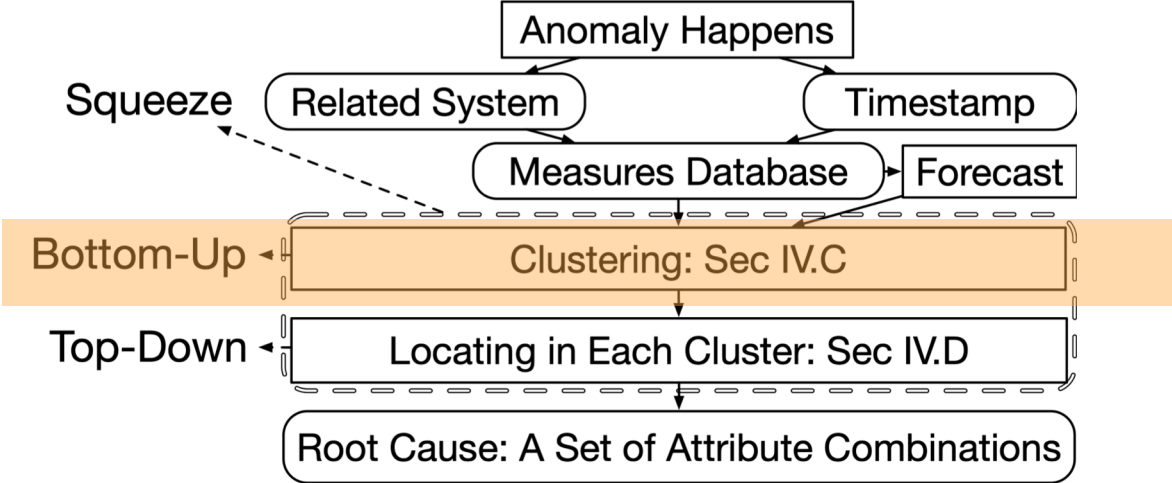 Anomaly Happens
Squeeze
Related System
Timestamp
Measures Database
Forecast
Bottom-Up
Clustering: Sec IV.C
Top-Down
Locating in Each Cluster: Sec IV.D
Root Cause: A Set of Attribute Combinations